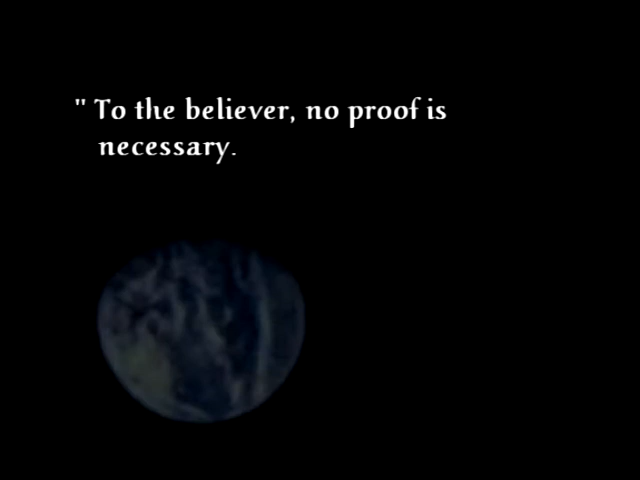 " To the believer, no proof is
necessary.